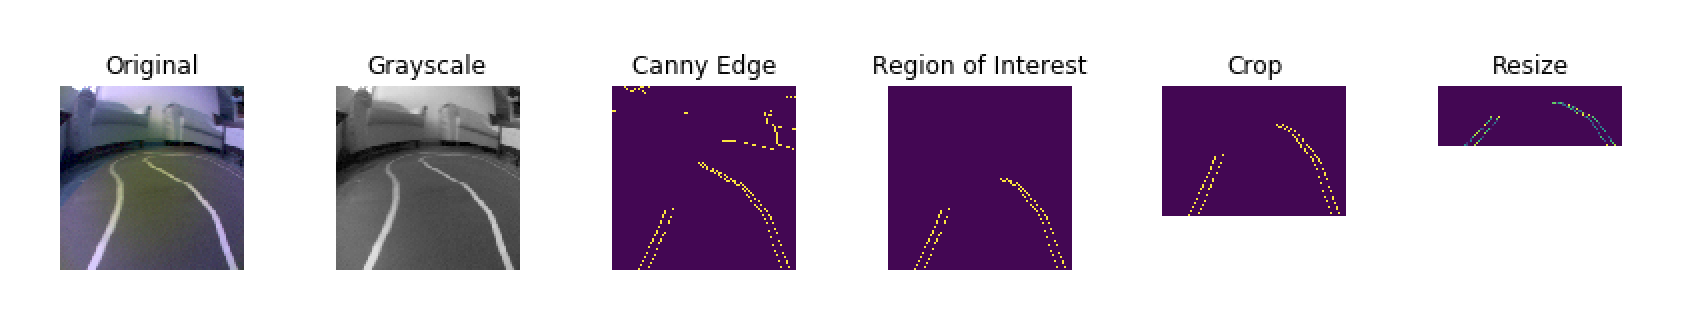 Original
Grayscale
Canny Edge
Region of Interest
Crop
Resize